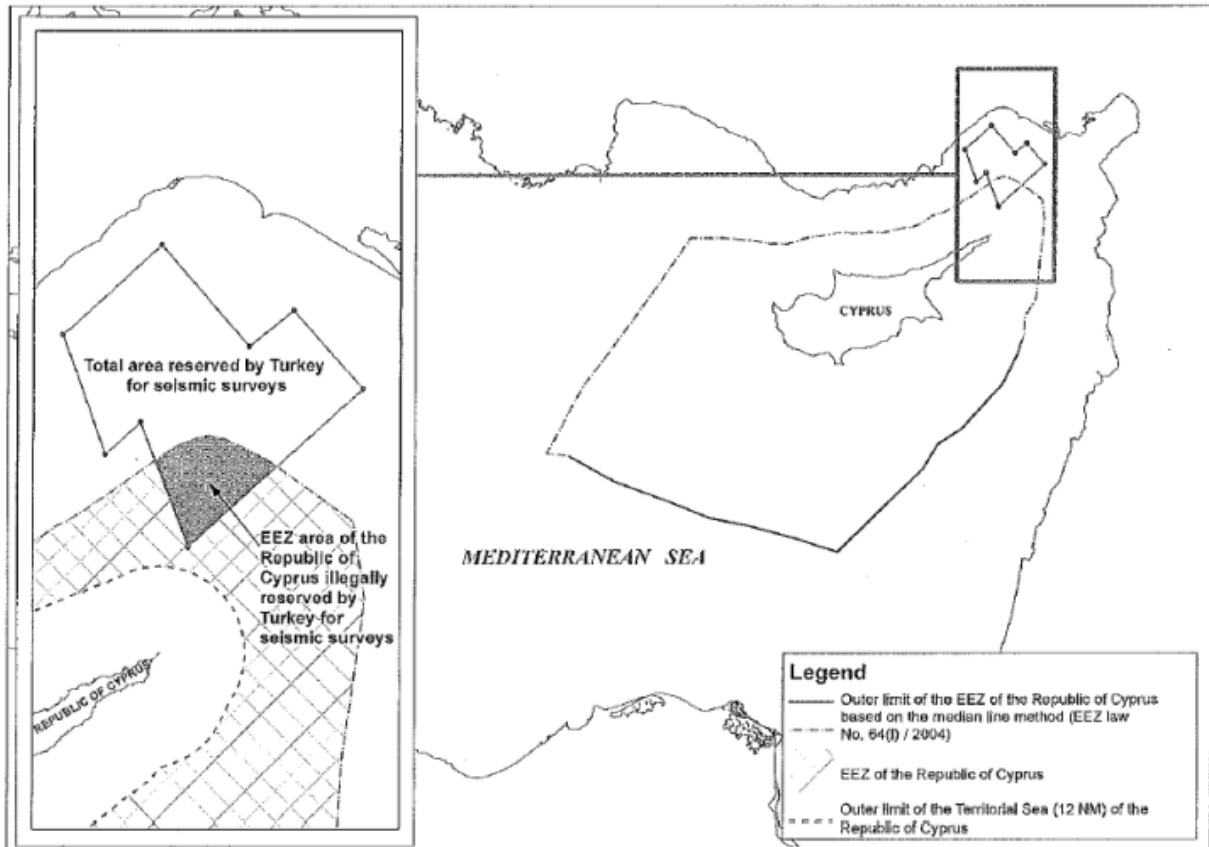 Total area reserved by Turkey
for seismic surveys
EEZ area of the
Republic of
Cyprus illegally
reserved by
Turkey for
seismic surveys
REPUBLIC OF CYPRUS
CYPRUS
MEDITERRANEAN SEA
Legend
Outer limit of the EEZ of the Republic of Cyprus
based on the median line method (EEZ law
No. 64(I) / 2004)
EEZ of the Republic of Cyprus
Outer limit of the Territorial Sea (12 NM) of the
Republic of Cyprus